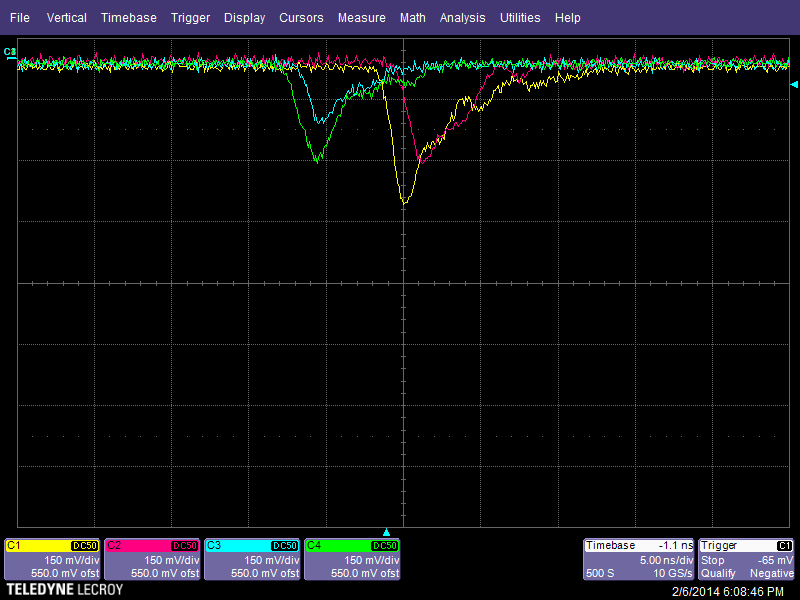 File Vertical Timebase Trigger Display Cursors Measure Math Analysis Utilities Help
C3
C1 DC50
150 mV/div
550.0 mV ofst
C2 DC50
150 mV/div
550.0 mV ofst
C3 DC50
150 mV/div
550.0 mV ofst
C4 DC50
150 mV/div
550.0 mV ofst
Timebase -1.1 ns
5.00 ns/div
500 S 10 GS/s
Trigger C1
Stop -65 mV
Qualify Negative
TELEDYNE LECROY
2/6/2014 6:08:46 PM